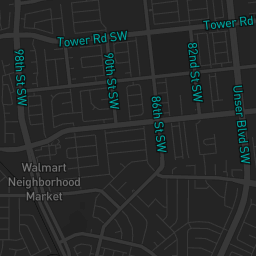 Tower Rd SW
Tower Rd
98th St SW
90th St SW
82nd St SW
86th St SW
Unser Blvd SW
Walmart
Neighborhood
Market